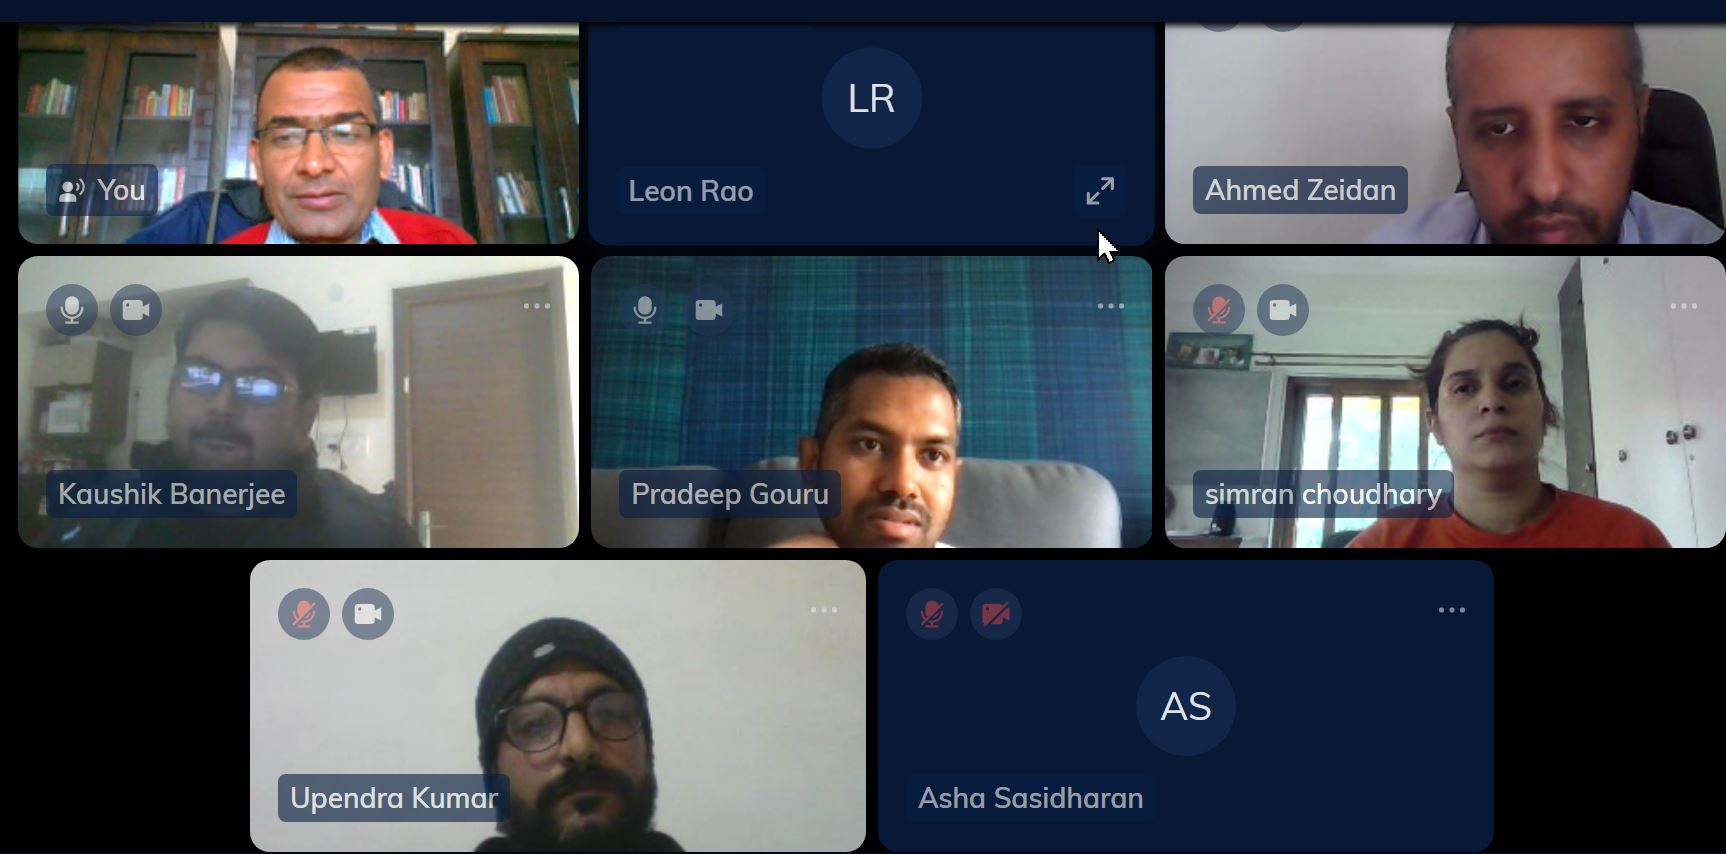 You
LR
Leon Rao
Ahmed Zeidan
Kaushik Banerjee
Pradeep Gouru
simran choudhary
Upendra Kumar
AS
Asha Sasidharan